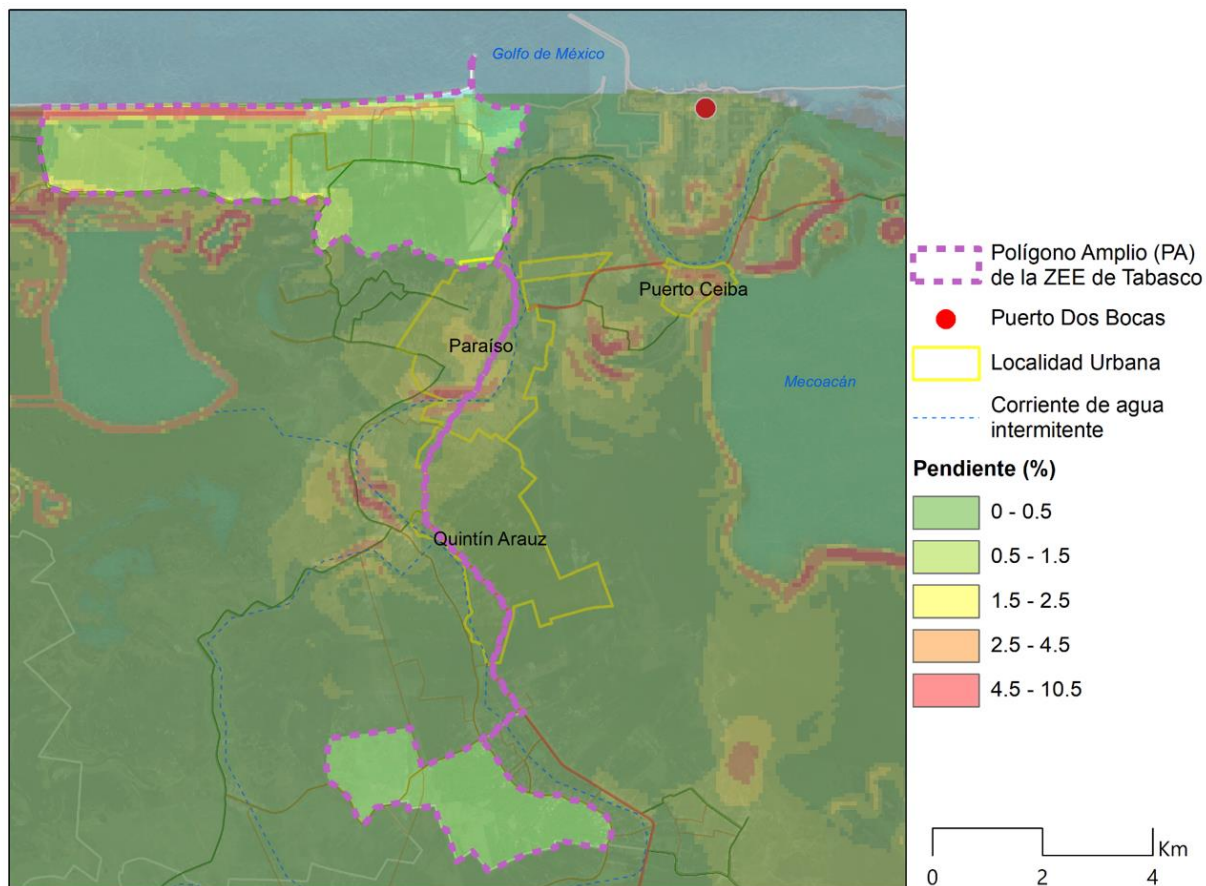 Golfo de México
Puerto Ceiba
Paraíso
Mecoacán
Quintín Arauz
Polígono Amplio (PA)
de la ZEE de Tabasco
Puerto Dos Bocas
Localidad Urbana
Corriente de agua
intermitente
Pendiente (%)
0 - 0.5
0.5 - 1.5
1.5 - 2.5
2.5 - 4.5
4.5 - 10.5
Km
0 2 4